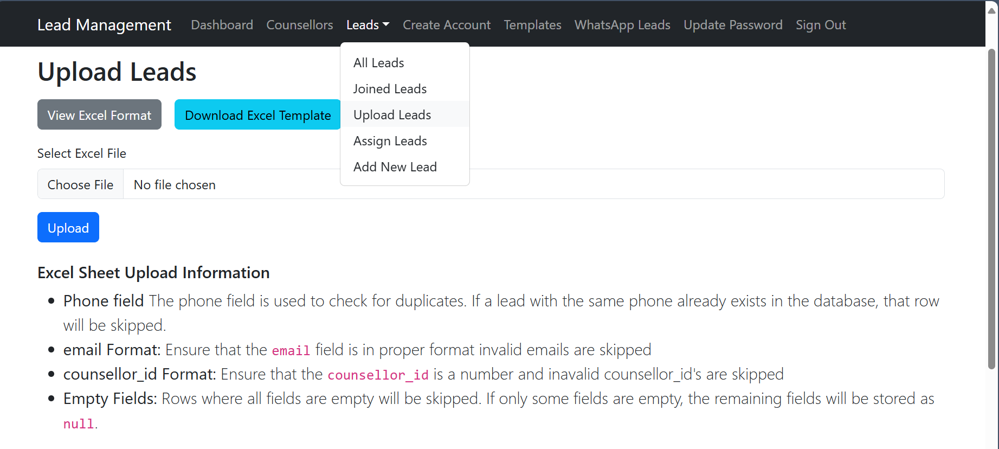 Lead Management Dashboard Counsellors Leads Create Account Templates WhatsApp Leads Update Password Sign Out
All Leads
Joined Leads
Upload Leads
Assign Leads
Add New Lead
Upload Leads
View Excel Format Download Excel Template
Select Excel File
Choose File No file chosen
Upload
Excel Sheet Upload Information
• Phone field The phone field is used to check for duplicates. If a lead with the same phone already exists in the database, that row
will be skipped.
• email Format: Ensure that the email field is in proper format invalid emails are skipped
• counsellor_id Format: Ensure that the counsellor_id is a number and inavalid counsellor_id's are skipped
• Empty Fields: Rows where all fields are empty will be skipped. If only some fields are empty, the remaining fields will be stored as
null.